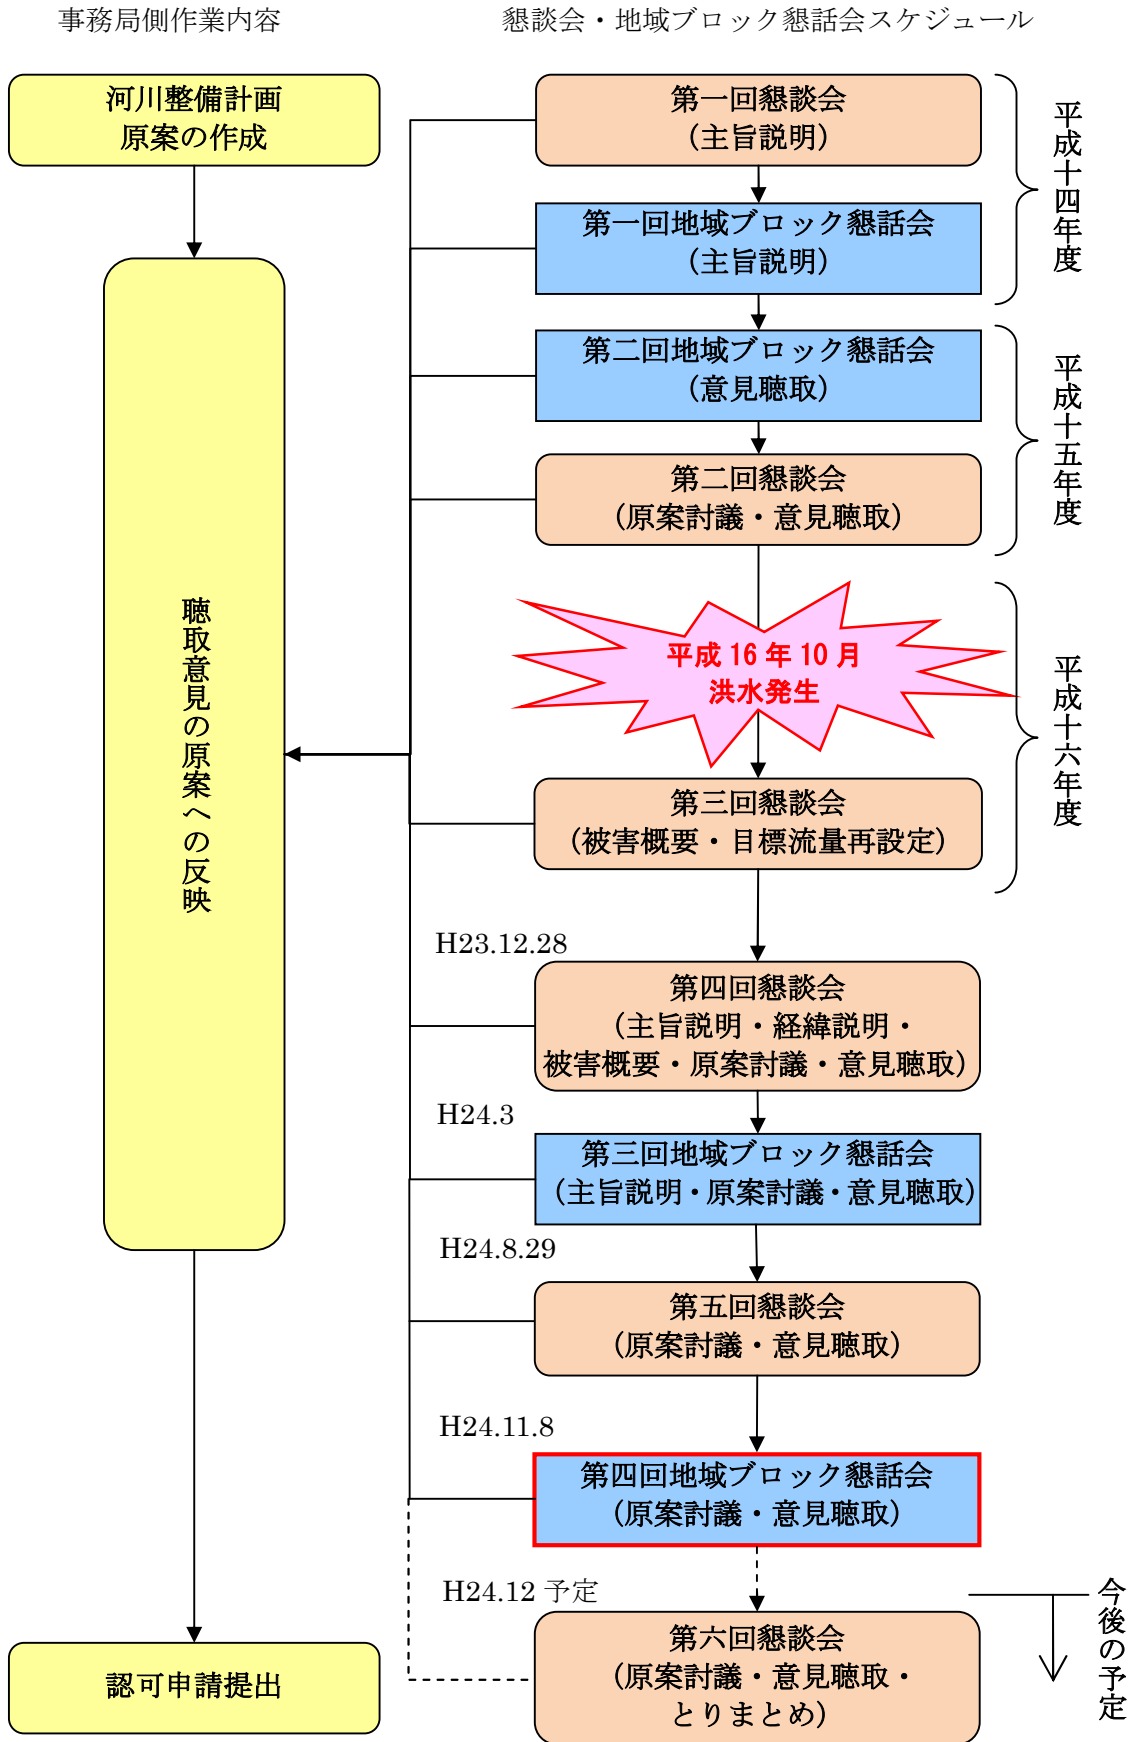 事務局側作業内容
懇談会・地域ブロック懇話会スケジュール
河川整備計画
原案の作成
聴取意見の原案への反映
認可申請提出
第一回懇談会
(主旨説明)
第一回地域ブロック懇話会
(主旨説明)
平成十四年度
第二回地域ブロック懇話会
(意見聴取)
第二回懇談会
(原案討議・意見聴取)
平成十五年度
平成 16 年 10 月
洪水発生
第三回懇談会
(被害概要・目標流量再設定)
平成十六年度
H23.12.28
第四回懇談会
(主旨説明・経緯説明・
被害概要・原案討議・意見聴取)
H24.3
第三回地域ブロック懇話会
(主旨説明・原案討議・意見聴取)
H24.8.29
第五回懇談会
(原案討議・意見聴取)
H24.11.8
第四回地域ブロック懇話会
(原案討議・意見聴取)
H24.12 予定
第六回懇談会
(原案討議・意見聴取・
とりまとめ)
今後の予定